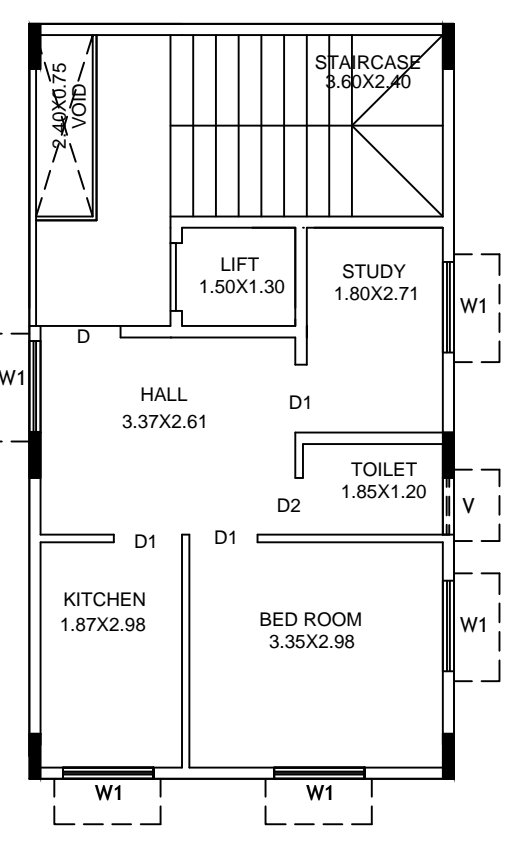 STAIRCASE
3.60X2.40
2.40X0.75
VOID
LIFT
1.50X1.30
STUDY
1.80X2.71
W1
D
W1
HALL
3.37X2.61
D1
TOILET
1.85X1.20
D2
V
D1
D1
KITCHEN
1.87X2.98
BED ROOM
3.35X2.98
W1
W1
W1